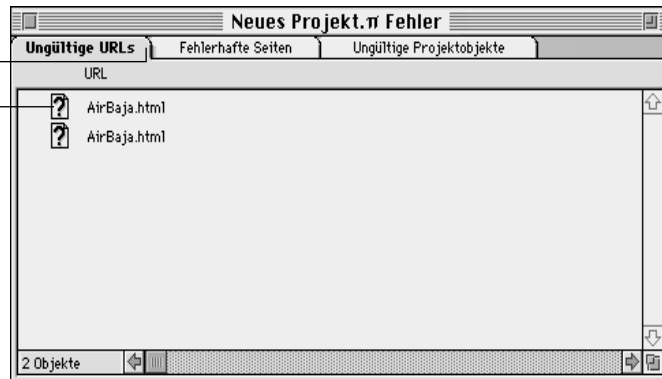 Neues Projekt.π Fehler
Ungültige URLs Fehlerhafte Seiten Ungültige Projektobjekte
URL
AirBaja.html
AirBaja.html
2 Objekte